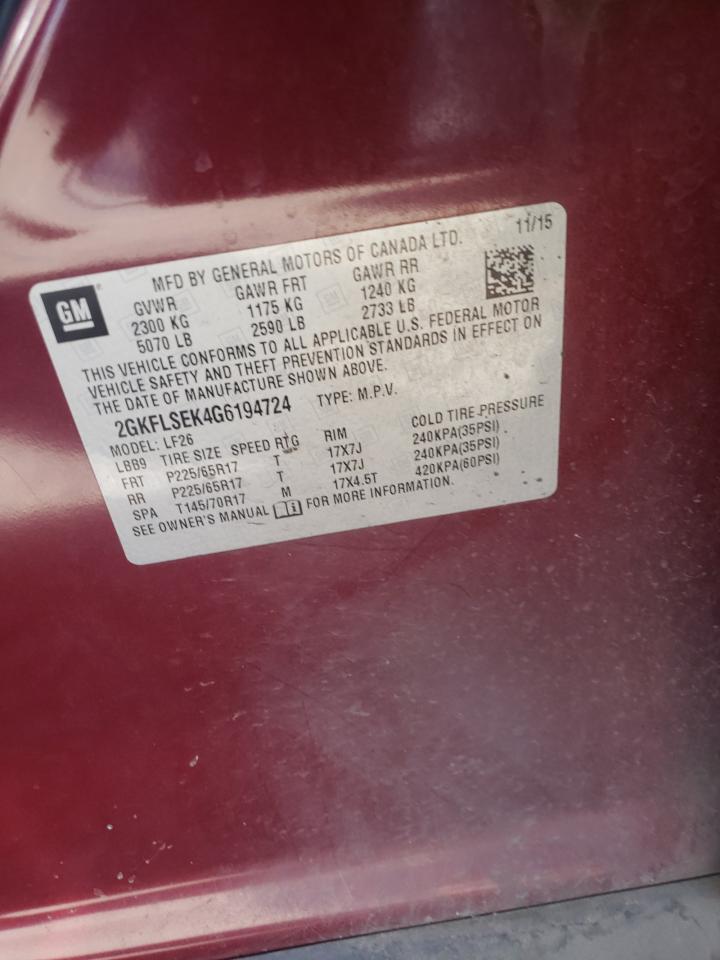 GM
MFD BY GENERAL MOTORS OF CANADA LTD. 11/15
GVWR GAWR FRT GAWR RR
2300 KG 1175 KG 1240 KG
5070 LB 2590 LB 2733 LB
THIS VEHICLE CONFORMS TO ALL APPLICABLE U.S. FEDERAL MOTOR
VEHICLE SAFETY AND THEFT PREVENTION STANDARDS IN EFFECT ON
THE DATE OF MANUFACTURE SHOWN ABOVE.
2GKFLSEK4G6194724 TYPE: M.P.V.
MODEL: LF26
LBB9 TIRE SIZE SPEED RTG RIM COLD TIRE PRESSURE
FRT P225/65R17 T 17X7J 240KPA(35PSI)
RR P225/65R17 T 17X7J 240KPA(35PSI)
SPA T145/70R17 M 17X4.5T 420KPA(60PSI)
SEE OWNER'S MANUAL i FOR MORE INFORMATION.